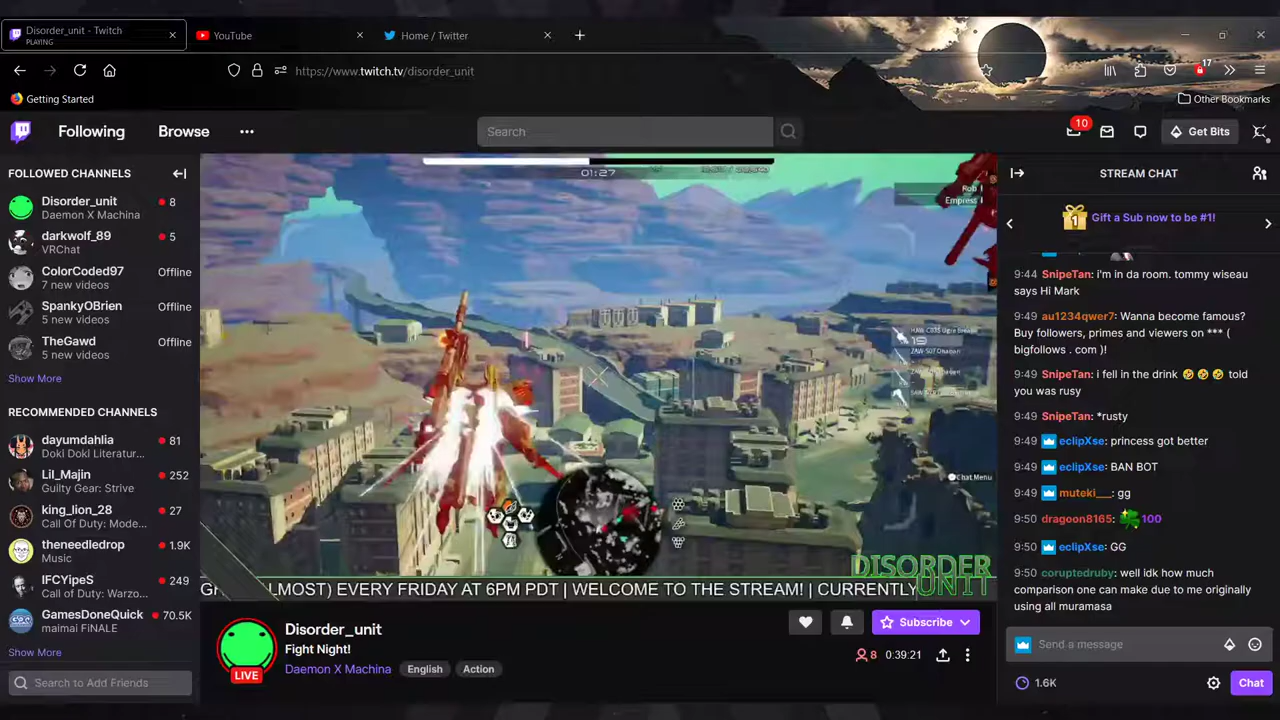 Disorder_unit - Twitch
PLAYING
YouTube
Home / Twitter
https://www.twitch.tv/disorder_unit
17
Getting Started
Other Bookmarks
Following
Browse
Search
10
Get Bits
FOLLOWED CHANNELS
Disorder_unit
8
Daemon X Machina
darkwolf_89
5
VRChat
ColorCoded97
Offline
7 new videos
SpankyOBrien
Offline
5 new videos
TheGawd
Offline
5 new videos
Show More
RECOMMENDED CHANNELS
dayumdahlia
81
Doki Doki Literatur...
Lil_Majin
252
Guilty Gear: Strive
king_lion_28
27
Call Of Duty: Mode...
theneedledrop
1.9K
Music
IFCYipeS
249
Call of Duty: Warzo...
GamesDoneQuick
70.5K
maimai FiNALE
Show More
Search to Add Friends
01:27
Rob
Empress
15
Chat Menu
DISORDER
UNIT
LMOST) EVERY FRIDAY AT 6PM PDT | WELCOME TO THE STREAM! | CURRENTLY
LIVE
Disorder_unit
Fight Night!
Daemon X Machina
English
Action
Subscribe
8
0:39:21
STREAM CHAT
1
Gift a Sub now to be #1!
9:44 SnipeTan: i'm in da room. tommy wiseau
says Hi Mark
9:49 au1234qwer7: Wanna become famous?
Buy followers, primes and viewers on *** (
bigfollows . com )!
9:49 SnipeTan: i fell in the drink 🤣 🤣 🤣 told
you was rusy
9:49 SnipeTan: *rusty
9:49 eclipXse: princess got better
9:49 eclipXse: BAN BOT
9:49 muteki___: gg
9:50 dragoon8165: 100
9:50 eclipXse: GG
9:50 coruptedruby: well idk how much
comparison one can make due to me originally
using all muramasa
Send a message
1.6K
Chat